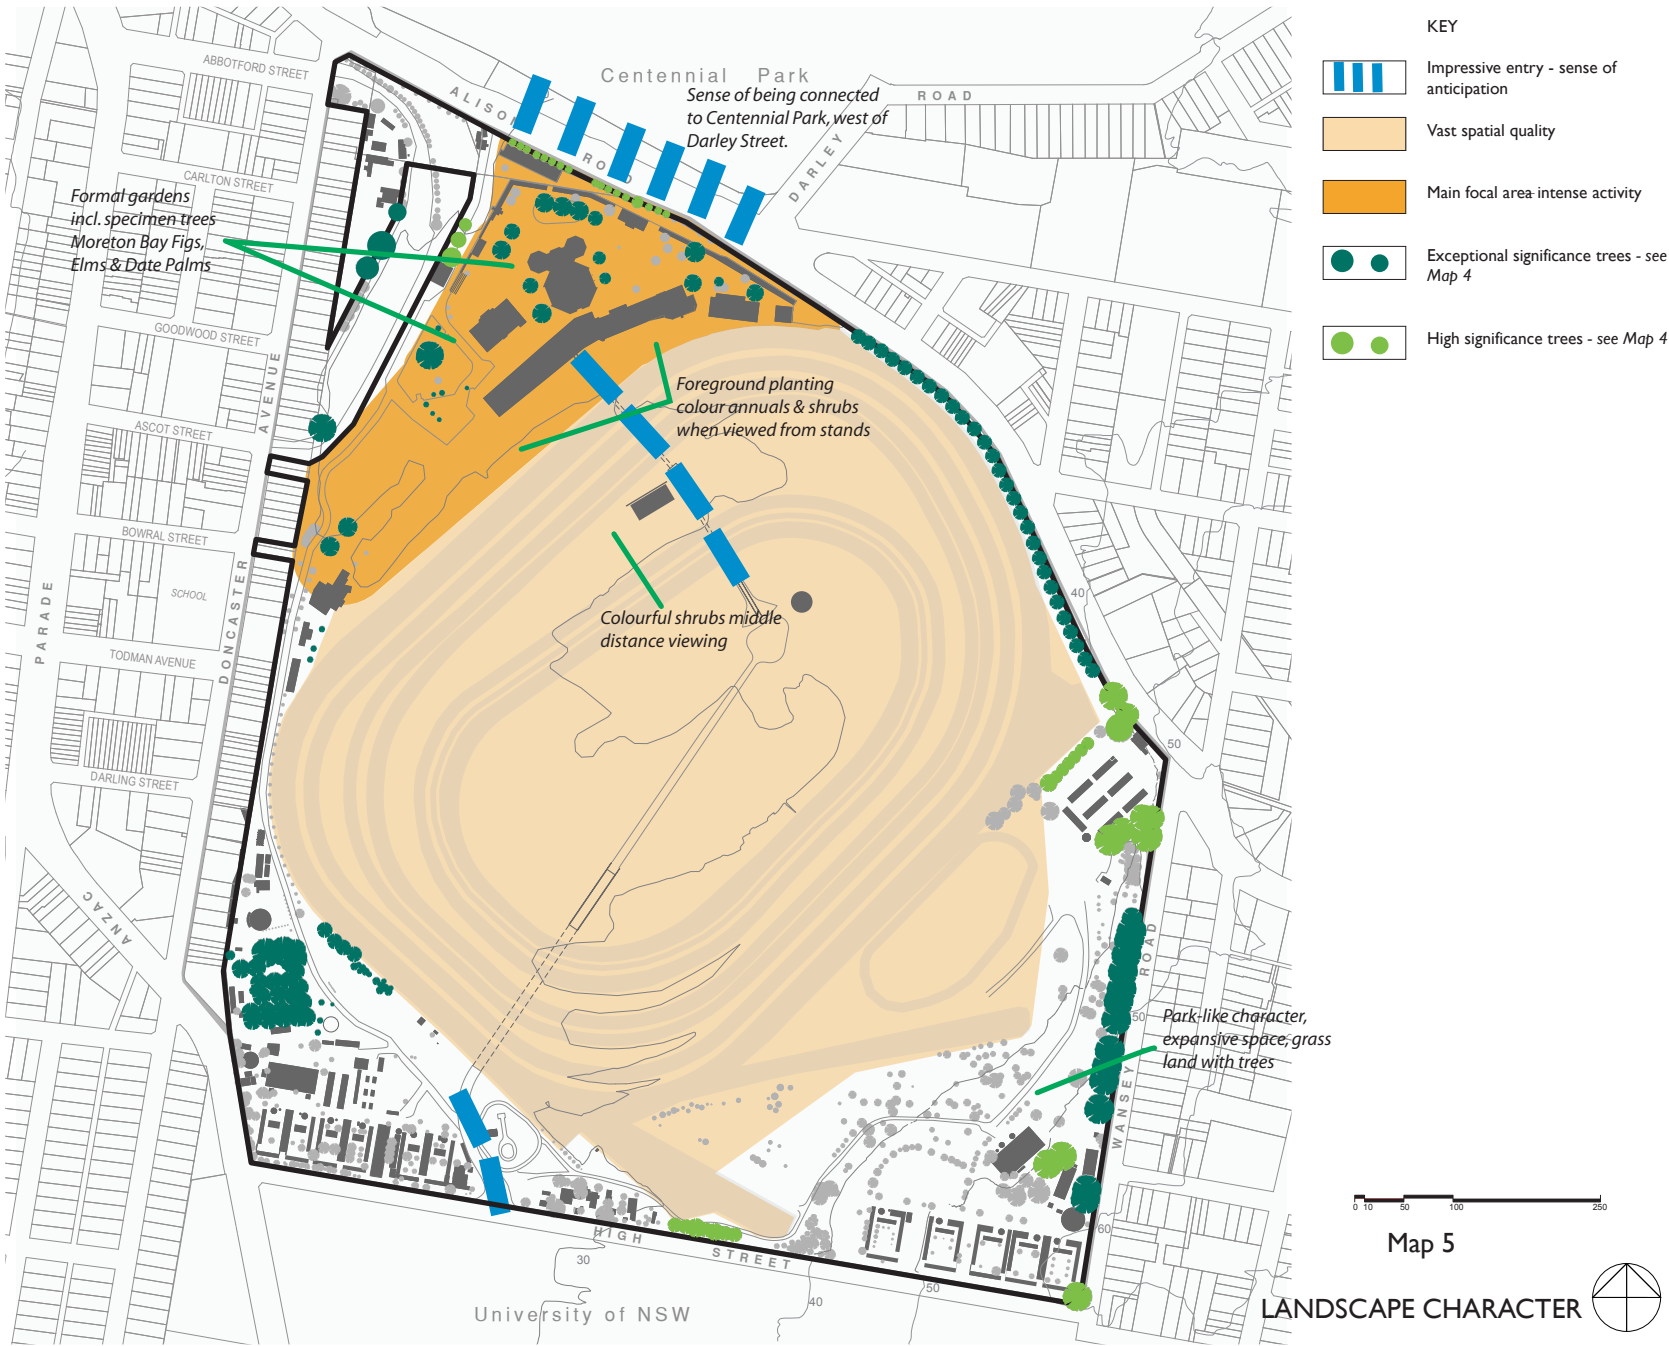 KEY
Impressive entry - sense of
anticipation
Vast spatial quality
Main focal area-intense activity
Exceptional significance trees - see
Map 4
High significance trees - see Map 4
Centennial Park
Sense of being connected
to Centennial Park, west of
Darley Street.
ALISON
ROAD
ROAD
DARLEY
ABBOTFORD STREET
CARLTON STREET
Formal gardens
incl. specimen trees
Moreton Bay Figs,
Elms & Date Palms
GOODWOOD STREET
AVENUE
ASCOT STREET
BOWRAL STREET
SCHOOL
DONCASTER
PARADE
TODMAN AVENUE
DARLING STREET
ANZAC
Foreground planting
colour annuals & shrubs
when viewed from stands
Colourful shrubs middle
distance viewing
40
50
ROAD
50
Park-like character,
expansive space, grass
land with trees
WANSEY
60
HIGH
STREET
30
40
50
University of NSW
0 10 50 100 250
Map 5
LANDSCAPE CHARACTER